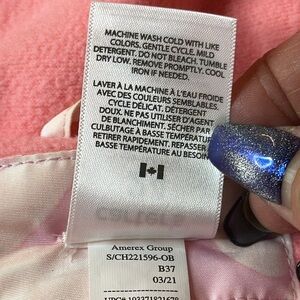 MACHINE WASH COLD WITH LIKE
COLORS. GENTLE CYCLE. MILD
DETERGENT. DO NOT BLEACH. TUMBLE
DRY LOW. REMOVE PROMPTLY. COOL
IRON IF NEEDED.
LAVER À LA MACHINE À L'EAU FROIDE
AVEC DES COULEURS SEMBLABLES.
CYCLE DÉLICAT. DÉTERGENT
DOUX. NE PAS UTILISER D'AGENT
DE BLANCHIMENT. SÉCHER PAR
CULBUTAGE À BASSE TEMPÉRATURE
RETIRER RAPIDEMENT. REPASSER
BASSE TEMPÉRATURE AU BESOIN
Amerex Group
S/CH221596-OB
B37
03/21
UPC# 193371821678